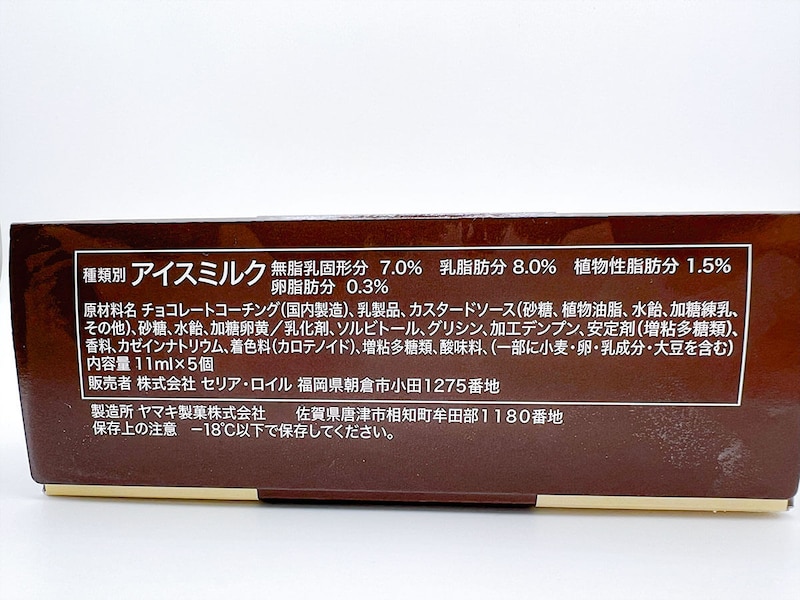 種類別 アイスミルク 無脂乳固形分 7.0% 乳脂肪分 8.0% 植物性脂肪分 1.5%
卵脂肪分 0.3%
原材料名 チョコレートコーチング(国内製造)、乳製品、カスタードソース(砂糖、植物油脂、水飴、加糖練乳、
その他)、砂糖、水飴、加糖卵黄／乳化剤、ソルビトール、グリシン、加工デンプン、安定剤(増粘多糖類)、
香料、カゼインナトリウム、着色料(カロテノイド)、増粘多糖類、酸味料、(一部に小麦・卵・乳成分・大豆を含む)
内容量 11ml×5個
販売者 株式会社 セリア・ロイル 福岡県朝倉市小田1275番地
製造所 ヤマキ製菓株式会社 佐賀県唐津市相知町牟田部1180番地
保存上の注意 −18℃以下で保存してください。